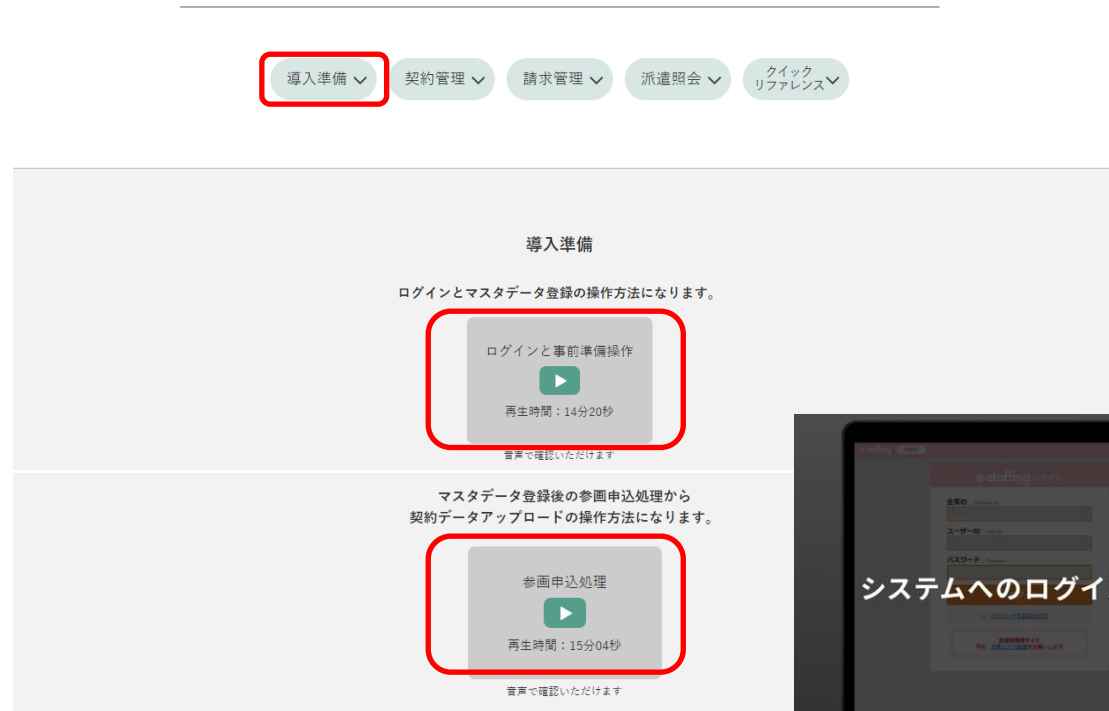 導入準備
契約管理
請求管理
派遣照会
クイック
リファレンス
導入準備
ログインとマスタデータ登録の操作方法になります。
ログインと事前準備操作
再生時間：14分20秒
音声で確認いただけます
マスタデータ登録後の参画申込処理から
契約データアップロードの操作方法になります。
参画申込処理
再生時間：15分04秒
音声で確認いただけます
e-staffing ログイン
企業ID
ユーザーID
パスワード
システムへのログイ